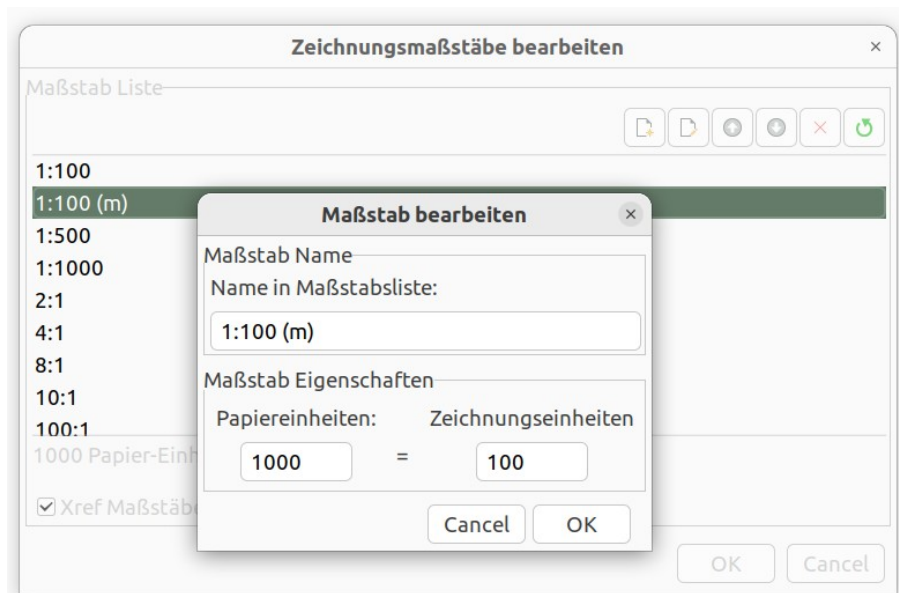 Zeichnungsmaßstäbe bearbeiten
Maßstab Liste
1:100
1:100 (m)
1:500
1:1000
2:1
4:1
8:1
10:1
100:1
1000 Papier-Einh
Xref Maßstäb
OK Cancel
Maßstab bearbeiten
Maßstab Name
Name in Maßstabsliste:
1:100 (m)
Maßstab Eigenschaften
Papiereinheiten: Zeichnungseinheiten
1000 = 100
Cancel OK